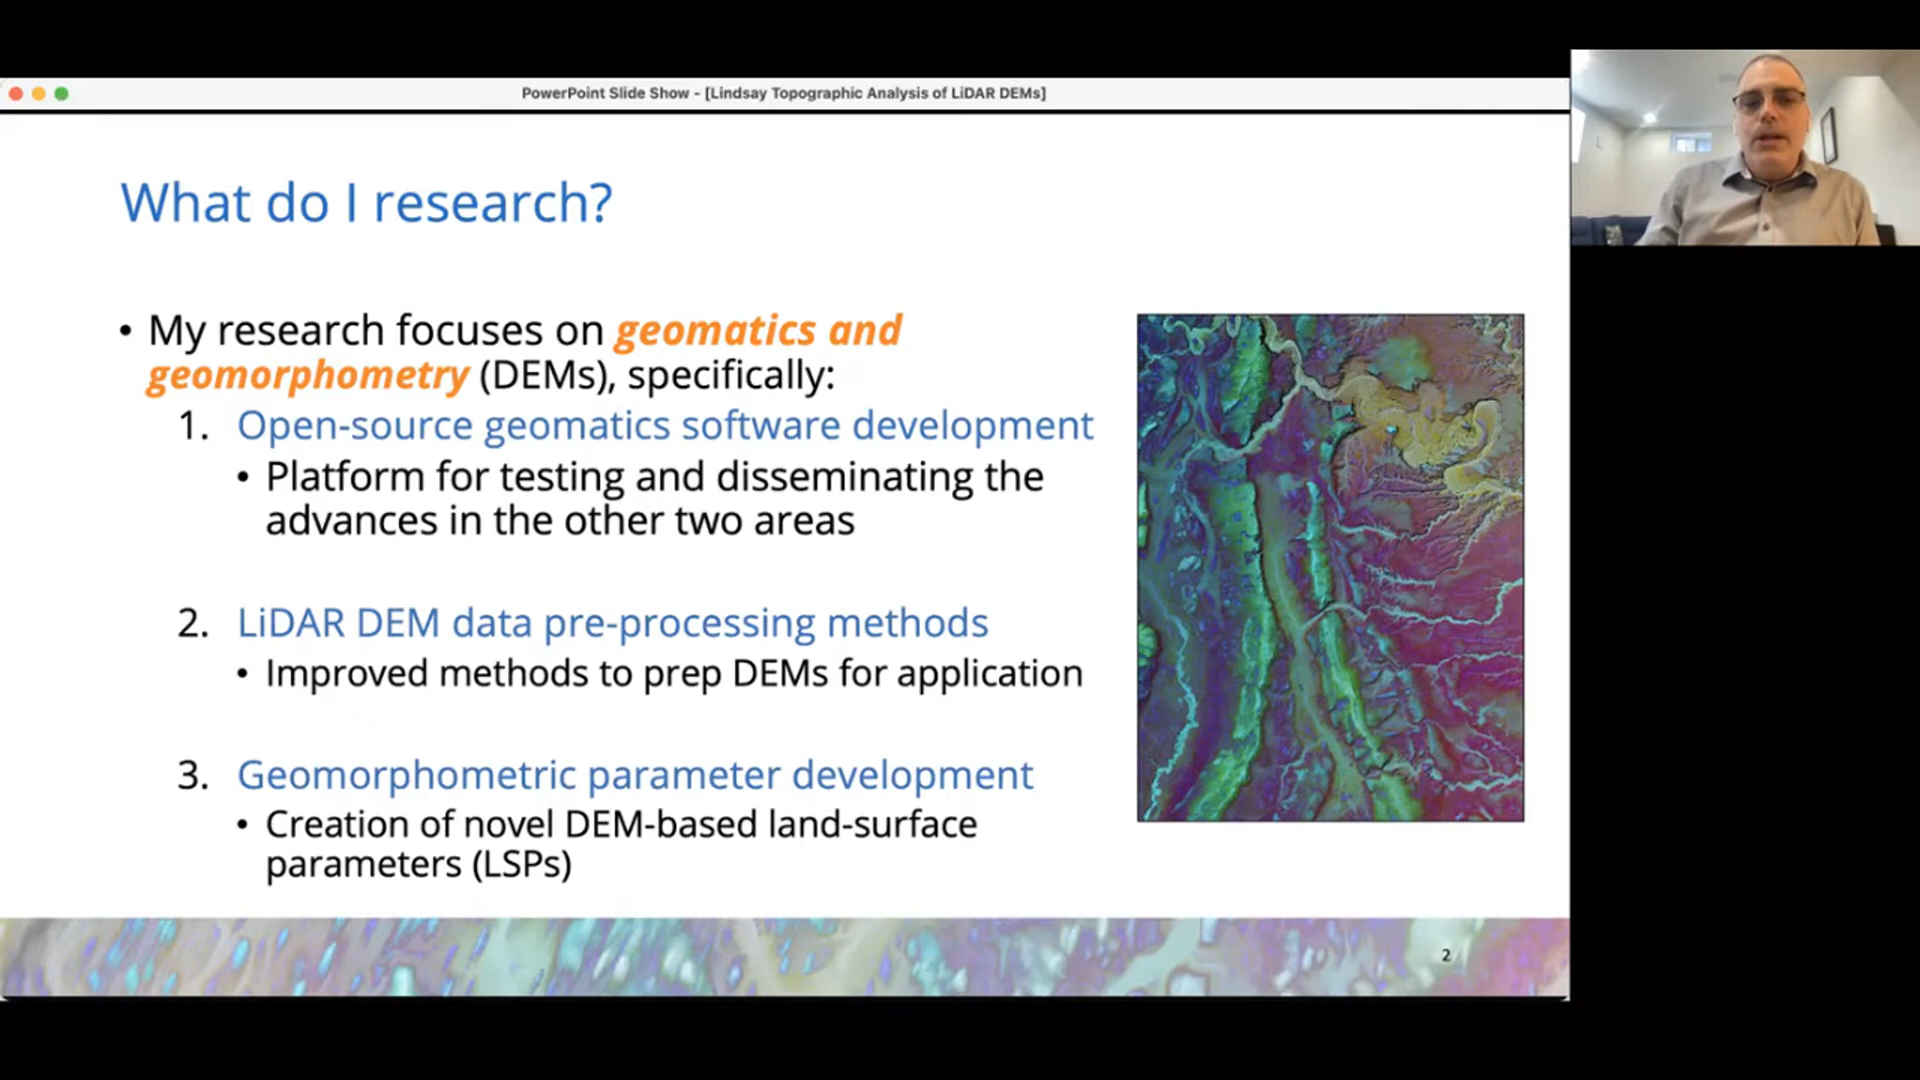 PowerPoint Slide Show - [Lindsay Topographic Analysis of LiDAR DEMs]
What do I research?
• My research focuses on geomatics and
geomorphometry (DEMs), specifically:
1. Open-source geomatics software development
• Platform for testing and disseminating the
advances in the other two areas
2. LiDAR DEM data pre-processing methods
• Improved methods to prep DEMs for application
3. Geomorphometric parameter development
• Creation of novel DEM-based land-surface
parameters (LSPs)
2